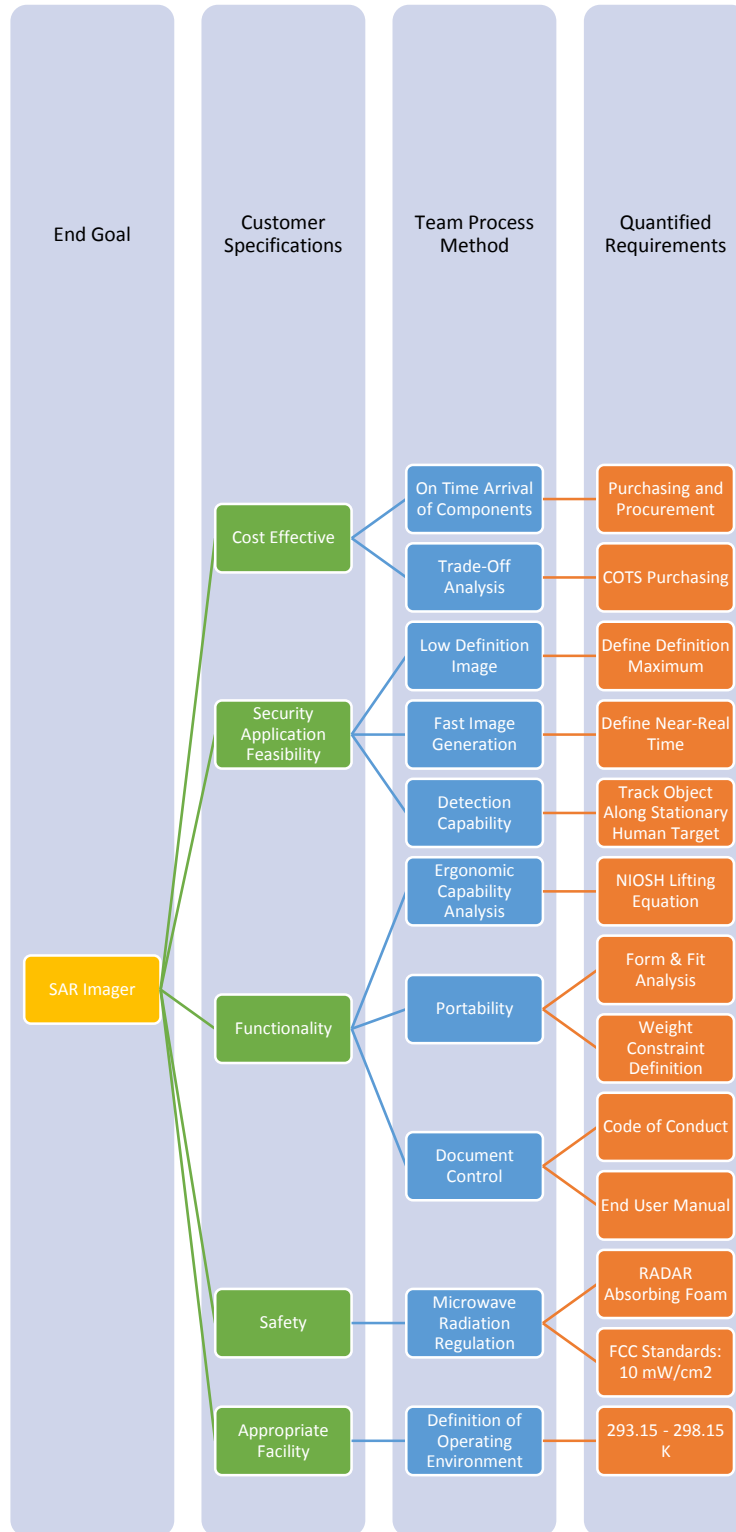 End Goal
Customer
Specifications
Team Process
Method
Quantified
Requirements
SAR Imager
Cost Effective
On Time Arrival
of Components
Purchasing and
Procurement
Trade-Off
Analysis
COTS Purchasing
Security
Application
Feasibility
Low Definition
Image
Define Definition
Maximum
Fast Image
Generation
Define Near-Real
Time
Detection
Capability
Track Object
Along Stationary
Human Target
Functionality
Ergonomic
Capability
Analysis
NIOSH Lifting
Equation
Portability
Form & Fit
Analysis
Weight
Constraint
Definition
Document
Control
Code of Conduct
End User Manual
Safety
Microwave
Radiation
Regulation
RADAR
Absorbing Foam
FCC Standards:
10 mW/cm2
Appropriate
Facility
Definition of
Operating
Environment
293.15 - 298.15
K